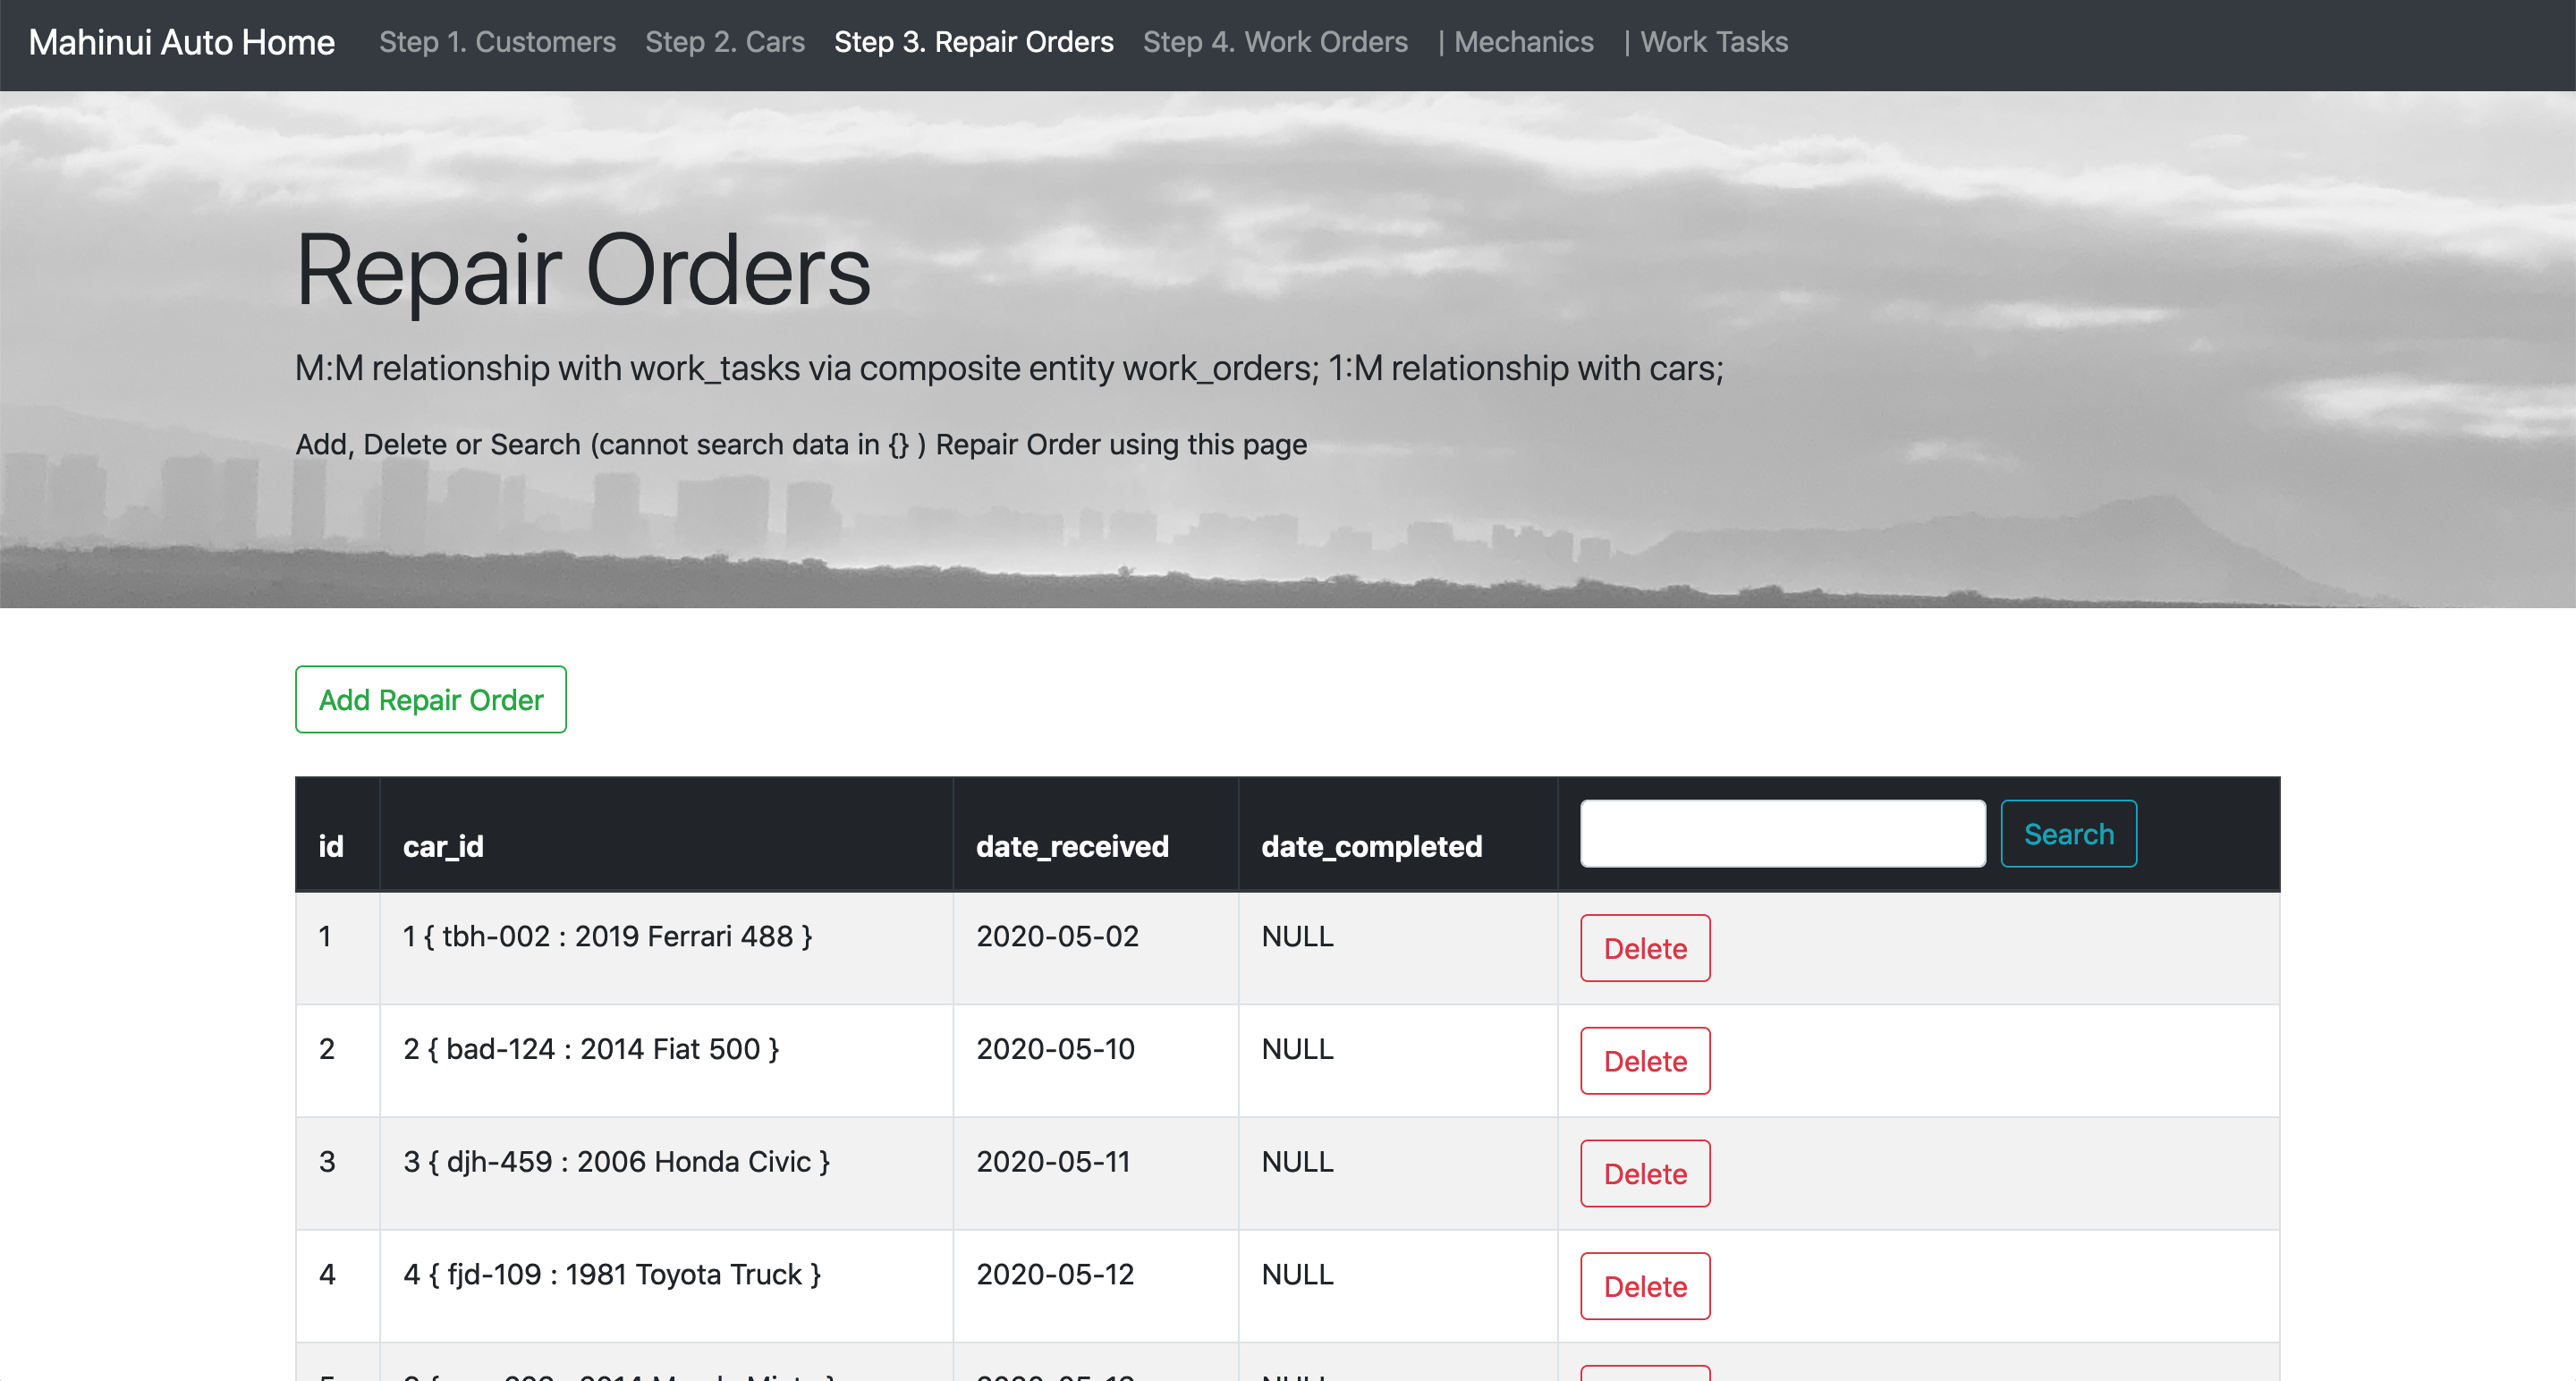 Mahinui Auto Home Step 1. Customers Step 2. Cars Step 3. Repair Orders Step 4. Work Orders | Mechanics | Work Tasks
Repair Orders
M:M relationship with work_tasks via composite entity work_orders; 1:M relationship with cars;
Add, Delete or Search (cannot search data in {} ) Repair Order using this page
Add Repair Order
id car_id date_received date_completed Search
1 1 { tbh-002 : 2019 Ferrari 488 } 2020-05-02 NULL Delete
2 2 { bad-124 : 2014 Fiat 500 } 2020-05-10 NULL Delete
3 3 { djh-459 : 2006 Honda Civic } 2020-05-11 NULL Delete
4 4 { fjd-109 : 1981 Toyota Truck } 2020-05-12 NULL Delete
NULL